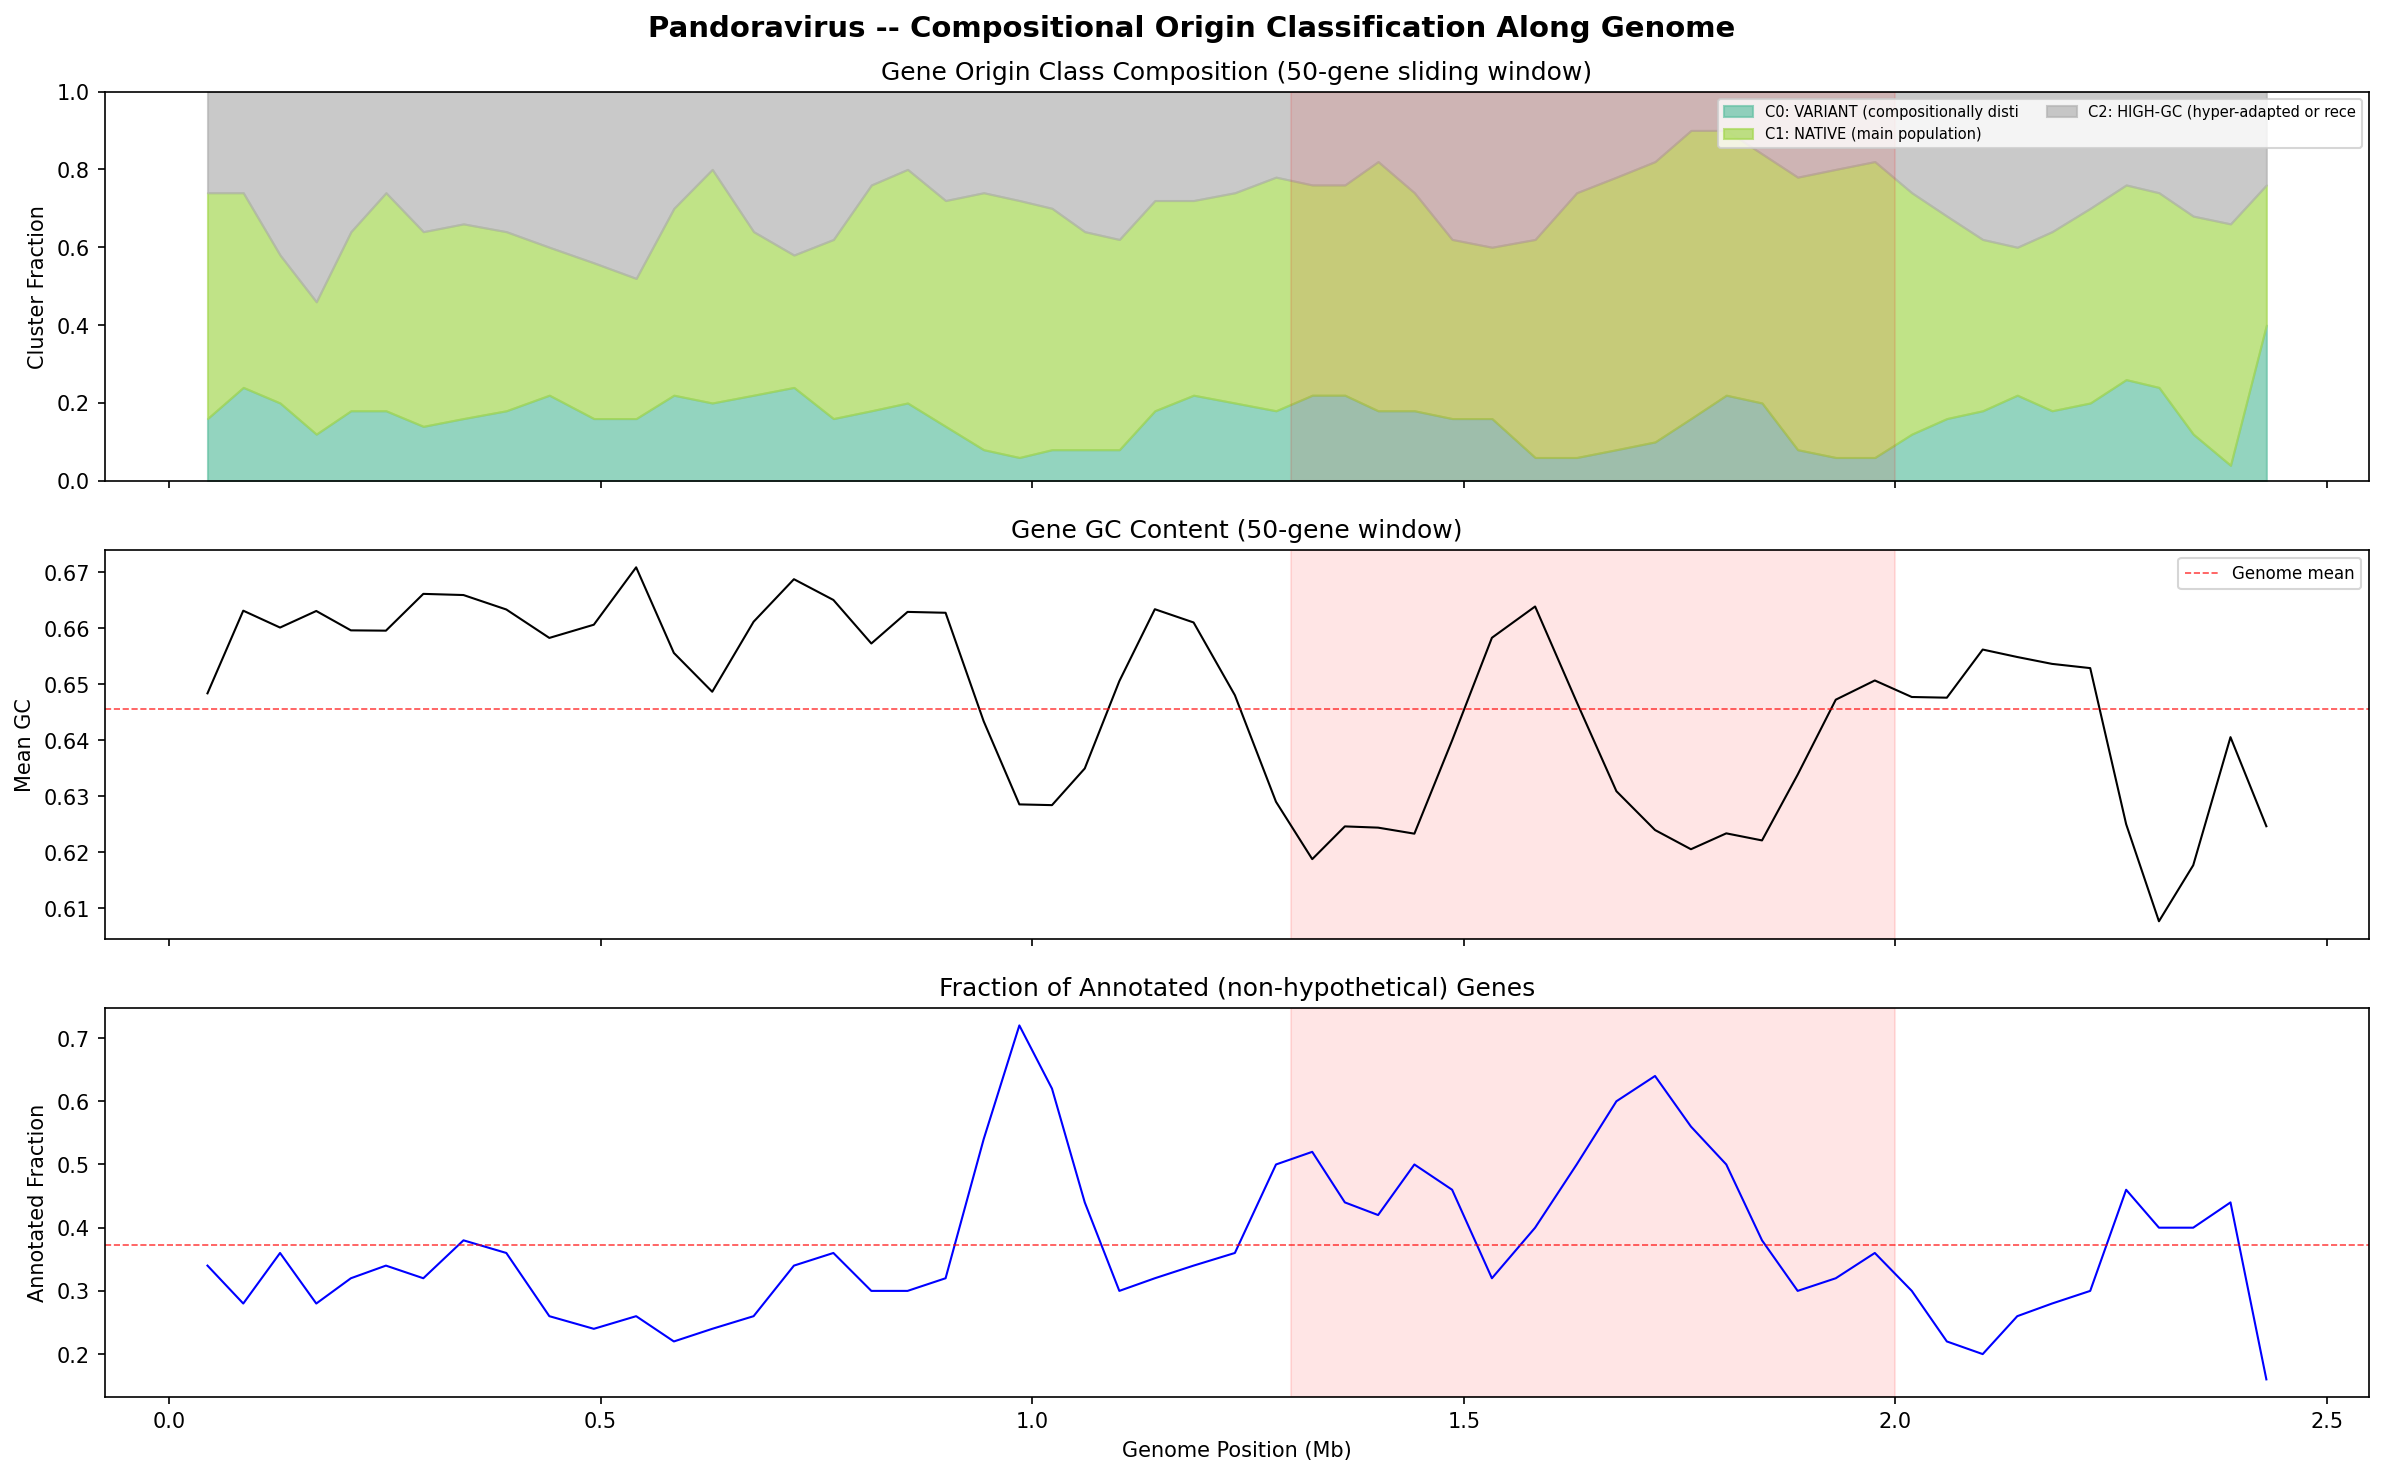 Pandoravirus -- Compositional Origin Classification Along Genome
Gene Origin Class Composition (50-gene sliding window)
Cluster Fraction
1.0
0.8
0.6
0.4
0.2
0.0
C0: VARIANT (compositionally disti
C1: NATIVE (main population)
C2: HIGH-GC (hyper-adapted or rece
Gene GC Content (50-gene window)
Mean GC
0.67
0.66
0.65
0.64
0.63
0.62
0.61
Genome mean
Fraction of Annotated (non-hypothetical) Genes
Annotated Fraction
0.7
0.6
0.5
0.4
0.3
0.2
0.0 0.5 1.0 1.5 2.0 2.5
Genome Position (Mb)